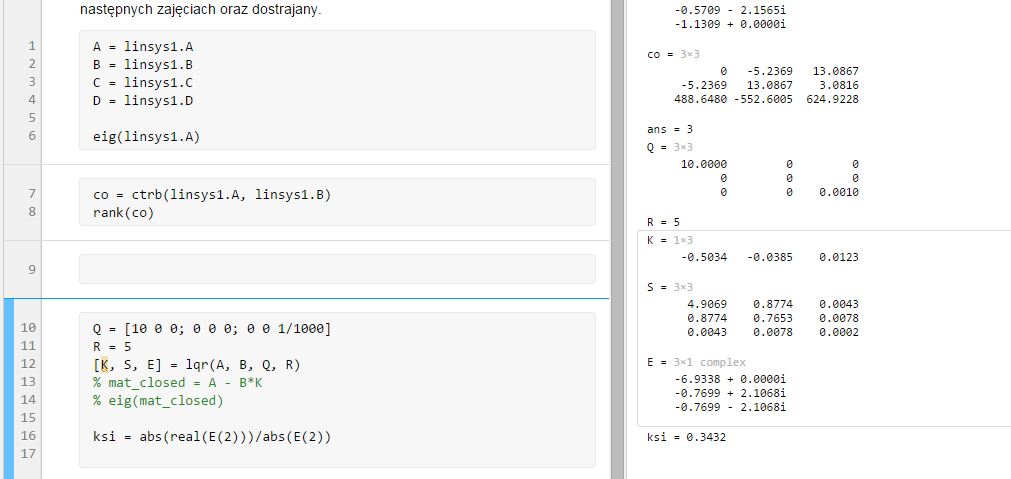 następnych zajęciach oraz dostrajany.
1 A = linsys1.A
2 B = linsys1.B
3 C = linsys1.C
4 D = linsys1.D
5
6 eig(linsys1.A)
7 co = ctrb(linsys1.A, linsys1.B)
8 rank(co)
9
10 Q = [10 0 0; 0 0 0; 0 0 1/1000]
11 R = 5
12 [K, S, E] = lqr(A, B, Q, R)
13 % mat_closed = A - B*K
14 % eig(mat_closed)
15
16 ksi = abs(real(E(2)))/abs(E(2))
17
-0.5709 - 2.1565i
-1.1309 + 0.0000i
co = 3×3
0 -5.2369 13.0867
-5.2369 13.0867 3.0816
488.6480 -552.6005 624.9228
ans = 3
Q = 3×3
10.0000 0 0
0 0 0
0 0 0.0010
R = 5
K = 1×3
-0.5034 -0.0385 0.0123
S = 3×3
4.9069 0.8774 0.0043
0.8774 0.7653 0.0078
0.0043 0.0078 0.0002
E = 3×1 complex
-6.9338 + 0.0000i
-0.7699 + 2.1068i
-0.7699 - 2.1068i
ksi = 0.3432